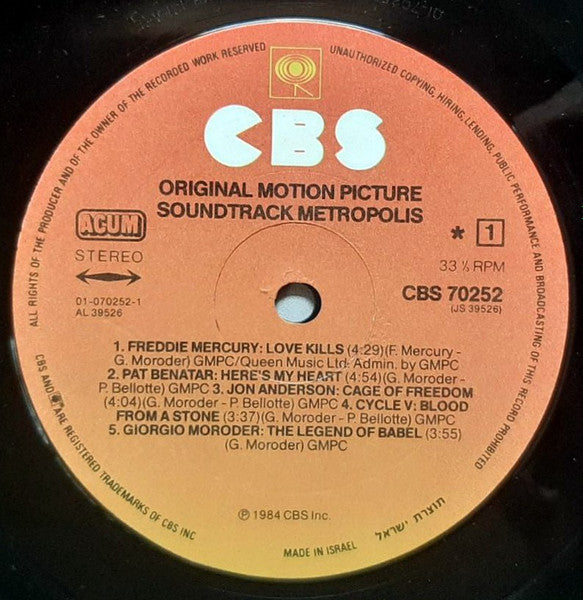 ALL RIGHTS OF THE PRODUCER AND OF THE OWNER OF THE RECORDED WORK RESERVED
UNAUTHORIZED COPYING, HIRING, LENDING, PUBLIC PERFORMANCE AND BROADCASTING OF THIS RECORD PROHIBITED
CBS
ORIGINAL MOTION PICTURE
SOUNDTRACK METROPOLIS
ACUM
STEREO
* 1
33 ⅓ RPM
01-070252-1
AL 39526
CBS 70252
(JS 39526)
1. FREDDIE MERCURY: LOVE KILLS (4:29)(F. Mercury -
G. Moroder) GMPC/Queen Music Ltd. Admin. by GMPC
2. PAT BENATAR: HERE'S MY HEART (4:54)(G. Moroder -
P. Bellotte) GMPC 3. JON ANDERSON: CAGE OF FREEDOM
(4:04)(G. Moroder - P. Bellotte) GMPC 4. CYCLE V: BLOOD
FROM A STONE (3:37)(G. Moroder - P. Bellotte) GMPC
5. GIORGIO MORODER: THE LEGEND OF BABEL (3:55)
(G. Moroder) GMPC
℗ 1984 CBS Inc.
CBS AND ARE REGISTERED TRADEMARKS OF CBS INC
MADE IN ISRAEL
תוצרת ישראל